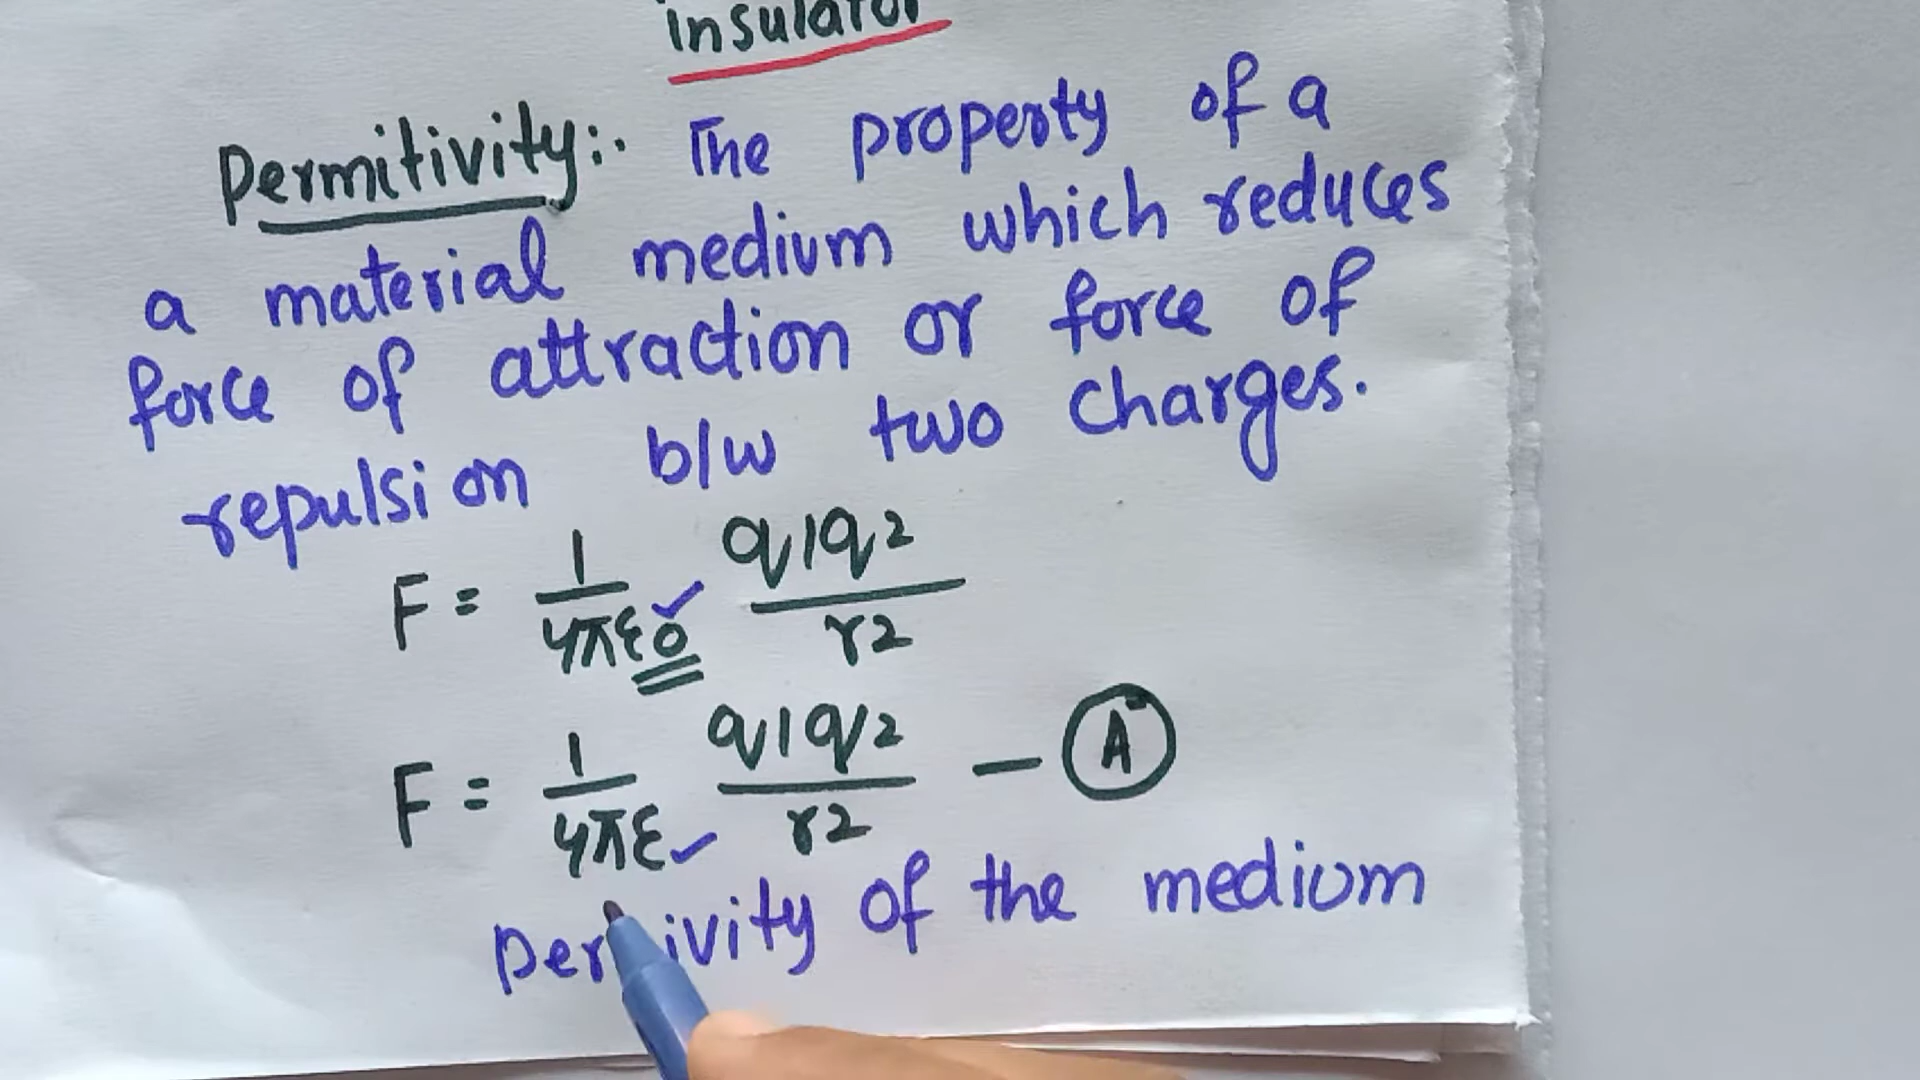 insulator
Permitivity:. The property of a
a material medium which reduces
force of attraction or force of
repulsion b/w two charges.
F = 1/4πε0 q1q2/r2
F = 1/4πε q1q2/r2 — A
of the medium